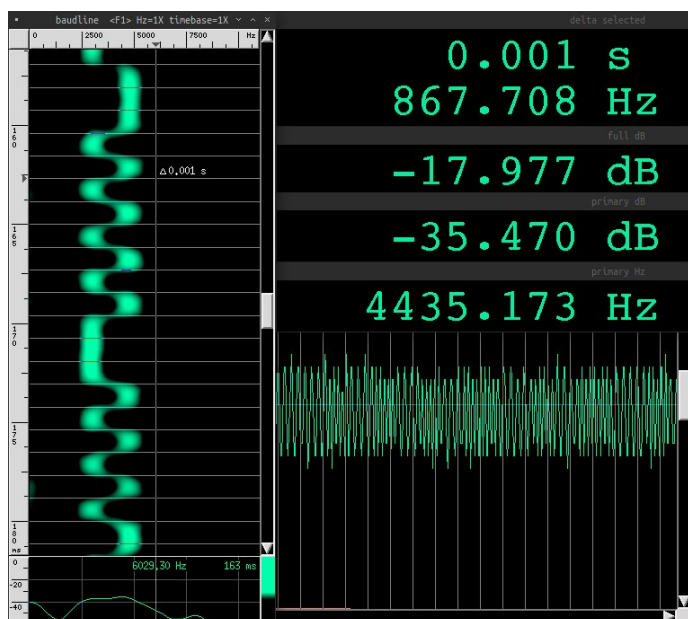 baudline <F1> Hz=1X timebase=1X
delta selected
0 2500 5000 7500 Hz
0.001 s
867.708 Hz
full dB
-17.977 dB
primary dB
-35.470 dB
primary Hz
4435.173 Hz
160
Δ0.001 s
165
170
175
180
ms
6029.30 Hz 163 ms
0
-20
-40